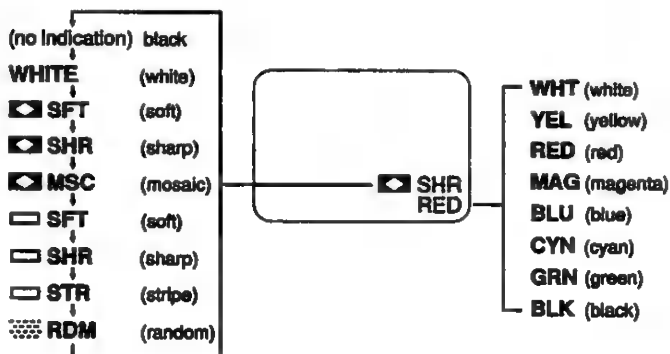 (no Indication) black
WHITE (white)
SFT (soft)
SHR (sharp)
MSC (mosaic)
SFT (soft)
SHR (sharp)
STR (stripe)
RDM (random)
SHR
RED
WHT (white)
YEL (yellow)
RED (red)
MAG (magenta)
BLU (blue)
CYN (cyan)
GRN (green)
BLK (black)